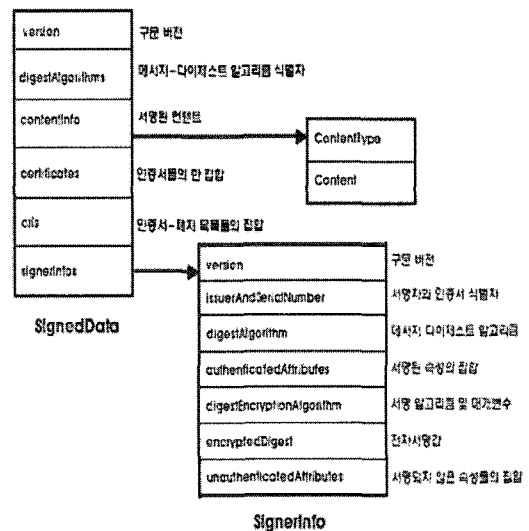 version 구문 버전
digestAlgorithms 메시지-다이제스트 알고리즘 식별자
contentInfo 서명된 컨텐트
ContentType
Content
certificates 인증서들의 한 집합
crls 인증서-폐지 목록들의 집합
signerInfos
SignedData
version 구문 버전
issuerAndSerialNumber 서명자의 인증서 식별자
digestAlgorithm 메시지 다이제스트 알고리즘
authenticatedAttributes 서명된 속성의 집합
digestEncryptionAlgorithm 서명 알고리즘 및 매개변수
encryptedDigest 전자서명값
unauthenticatedAttributes 서명되지 않은 속성들의 집합
SignerInfo